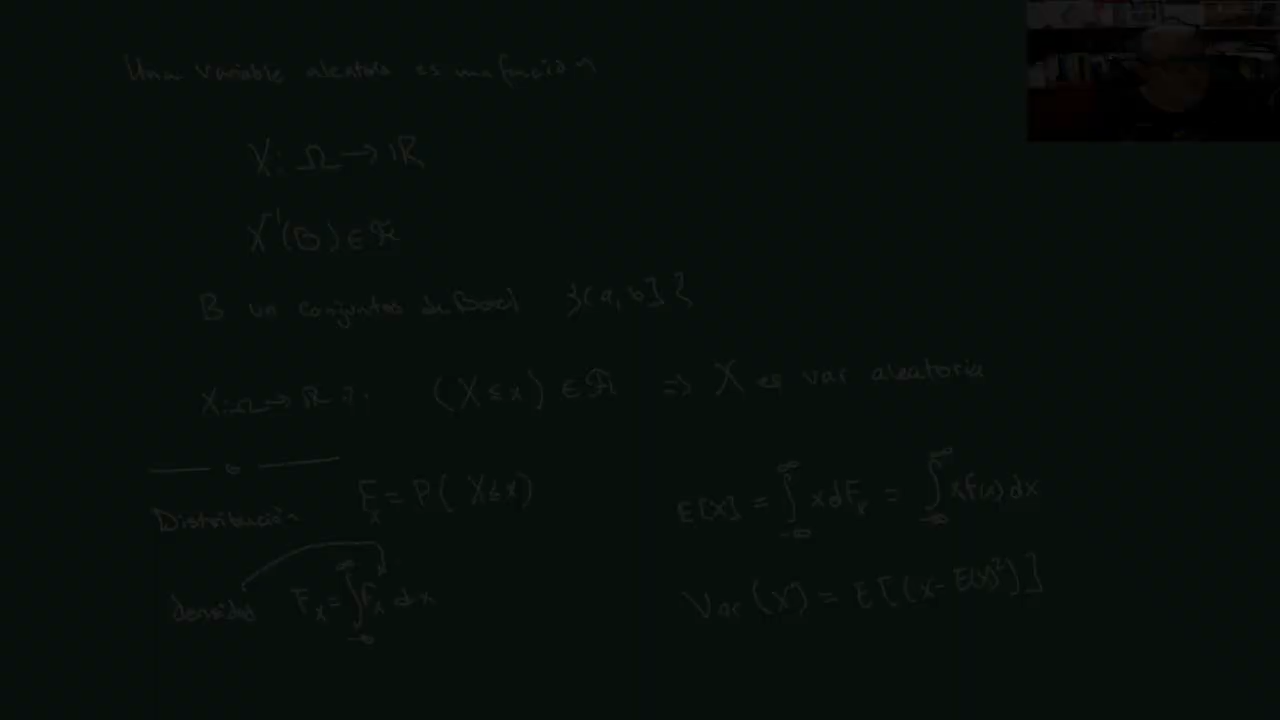 Una variable aleatoria es una función
X: Ω → ℝ
X⁻¹(B) ∈ ℱ
B un conjuntos de Borel {(a, b]}
X: Ω → ℝ (X ≤ x) ∈ ℱ ⇒ X es var aleatoria
Distribución F_x = P( X ≤ x)
densidad F_x = ∫_{-∞}^{∞} f_x dx
E[X] = ∫_{-∞}^{∞} x dF_x = ∫_{-∞}^{∞} x f(x) dx
Var (X) = E[(X - E(X)²)]